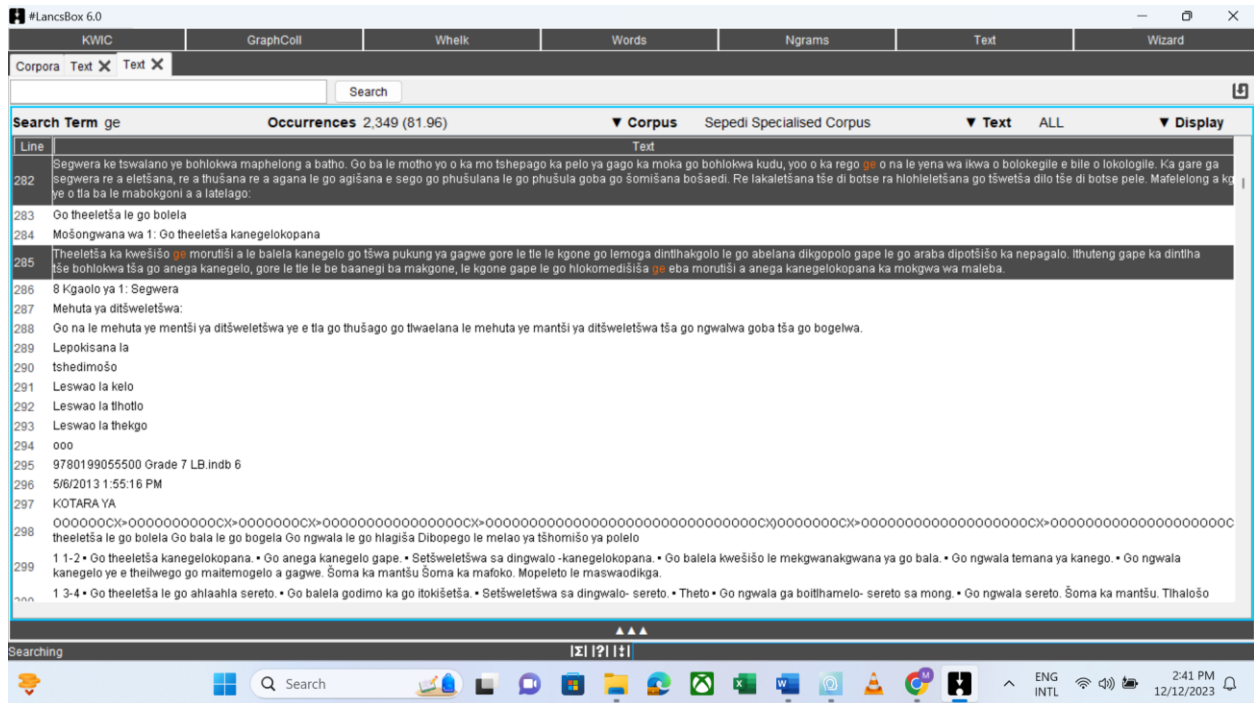 #LancsBox 6.0
KWIC GraphColl Whelk Words Ngrams Text Wizard
Corpora Text Text
Search
Search Term ge Occurrences 2,349 (81.96) ▼ Corpus Sepedi Specialised Corpus ▼ Text ALL ▼ Display
Line Text
Segwera ke tswalano ye bohlokwa maphelong a batho. Go ba le motho yo o ka mo tshepago ka pelo ya gago ka moka go bohlokwa kudu, yoo o ka rego ge o na le yena wa ikwa o bolokegile e bile o lokologile. Ka gare ga
282 segwera re a eletšana, re a thušana re a agana le go agišana e sego go phušulana le go phušula goba go šomišana bošaedi. Re lakaletšana tše di botse ra hlohleletšana go tšwetša dilo tše di botse pele. Mafelelong a kg
ye o tla ba le mabokgoni a a latelago:
283 Go theeletša le go bolela
284 Mošongwana wa 1: Go theeletša kanegelokopana
285 Theeletša ka kwešišo ge morutiši a le balela kanegelo go tšwa pukung ya gagwe gore le tle le kgone go lemoga dintlhakgolo le go abelana dikgopolo gape le go araba dipotšišo ka nepagalo. Ithuteng gape ka dintlha
tše bohlokwa tša go anega kanegelo, gore le tle le be baanegi ba makgone, le kgone gape le go hlokomedišiša ge eba morutiši a anega kanegelokopana ka mokgwa wa maleba.
286 8 Kgaolo ya 1: Segwera
287 Mehuta ya ditšweletšwa:
288 Go na le mehuta ye mentši ya ditšweletšwa ye e tla go thušago go tlwaelana le mehuta ye mantši ya ditšweletšwa tša go ngwalwa goba tša go bogelwa.
289 Lepokisana la
290 tshedimošo
291 Leswao la kelo
292 Leswao la tlhotlo
293 Leswao la thekgo
294 ooo
295 9780199055500 Grade 7 LB.indb 6
296 5/6/2013 1:55:16 PM
297 KOTARA YA
298
theeletša le go bolela Go bala le go bogela Go ngwala le go hlagiša Dibopego le melao ya tšhomišo ya polelo
299 1 1-2 • Go theeletša kanegelokopana. • Go anega kanegelo gape. • Setšweletšwa sa dingwalo -kanegelokopana. • Go balela kwešišo le mekgwanakgwana ya go bala. • Go ngwala temana ya kanego. • Go ngwala
kanegelo ye e theilwego go maitemogelo a gagwe. Šoma ka mantšu Šoma ka mafoko. Mopeleto le maswaodikga.
1 3-4 • Go theeletša le go ahlaahla sereto. • Go balela godimo ka go itokišetša. • Setšweletšwa sa dingwalo- sereto. • Theto • Go ngwala ga boitlhamelo- sereto sa mong. • Go ngwala sereto. Šoma ka mantšu. Tlhalošo
▲▲▲
Searching |Σ| |?| |‡|
Search
ENG
INTL
2:41 PM
12/12/2023